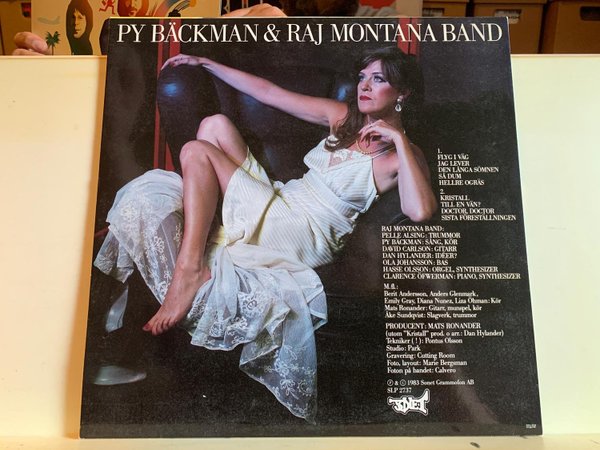 PY BÄCKMAN & RAJ MONTANA BAND
1.
FLYG I VÄG
JAG LEVER
DEN LÅNGA SÖMNEN
SÅ DUM
HELLRE OGRÄS
2.
KRISTALL
TILL EN VÄN?
DOCTOR, DOCTOR
SISTA FÖRESTÄLLNINGEN
RAJ MONTANA BAND:
PELLE ALSING: TRUMMOR
PY BÄCKMAN: SÅNG, KÖR
DAVID CARLSON: GITARR
DAN HYLANDER: IDÉER?
OLA JOHANSSON: BAS
HASSE OLSSON: ORGEL, SYNTHESIZER
CLARENCE ÖFWERMAN: PIANO, SYNTHESIZER
M.fl.:
Berit Andersson, Anders Glenmark,
Emily Gray, Diana Nunez, Liza Öhman: Kör
Mats Ronander: Gitarr, munspel, kör
Åke Sundqvist: Slagverk, trummor
PRODUCENT: MATS RONANDER
(utom "Kristall" prod. o arr.: Dan Hylander)
Tekniker (!): Pontus Olsson
Studio: Park
Gravering: Cutting Room
Foto, layout: Marie Bergsman
Foton på bandet: Calvero
Ⓟ & © 1983 Sonet Grammofon AB
SLP 2737
SONET